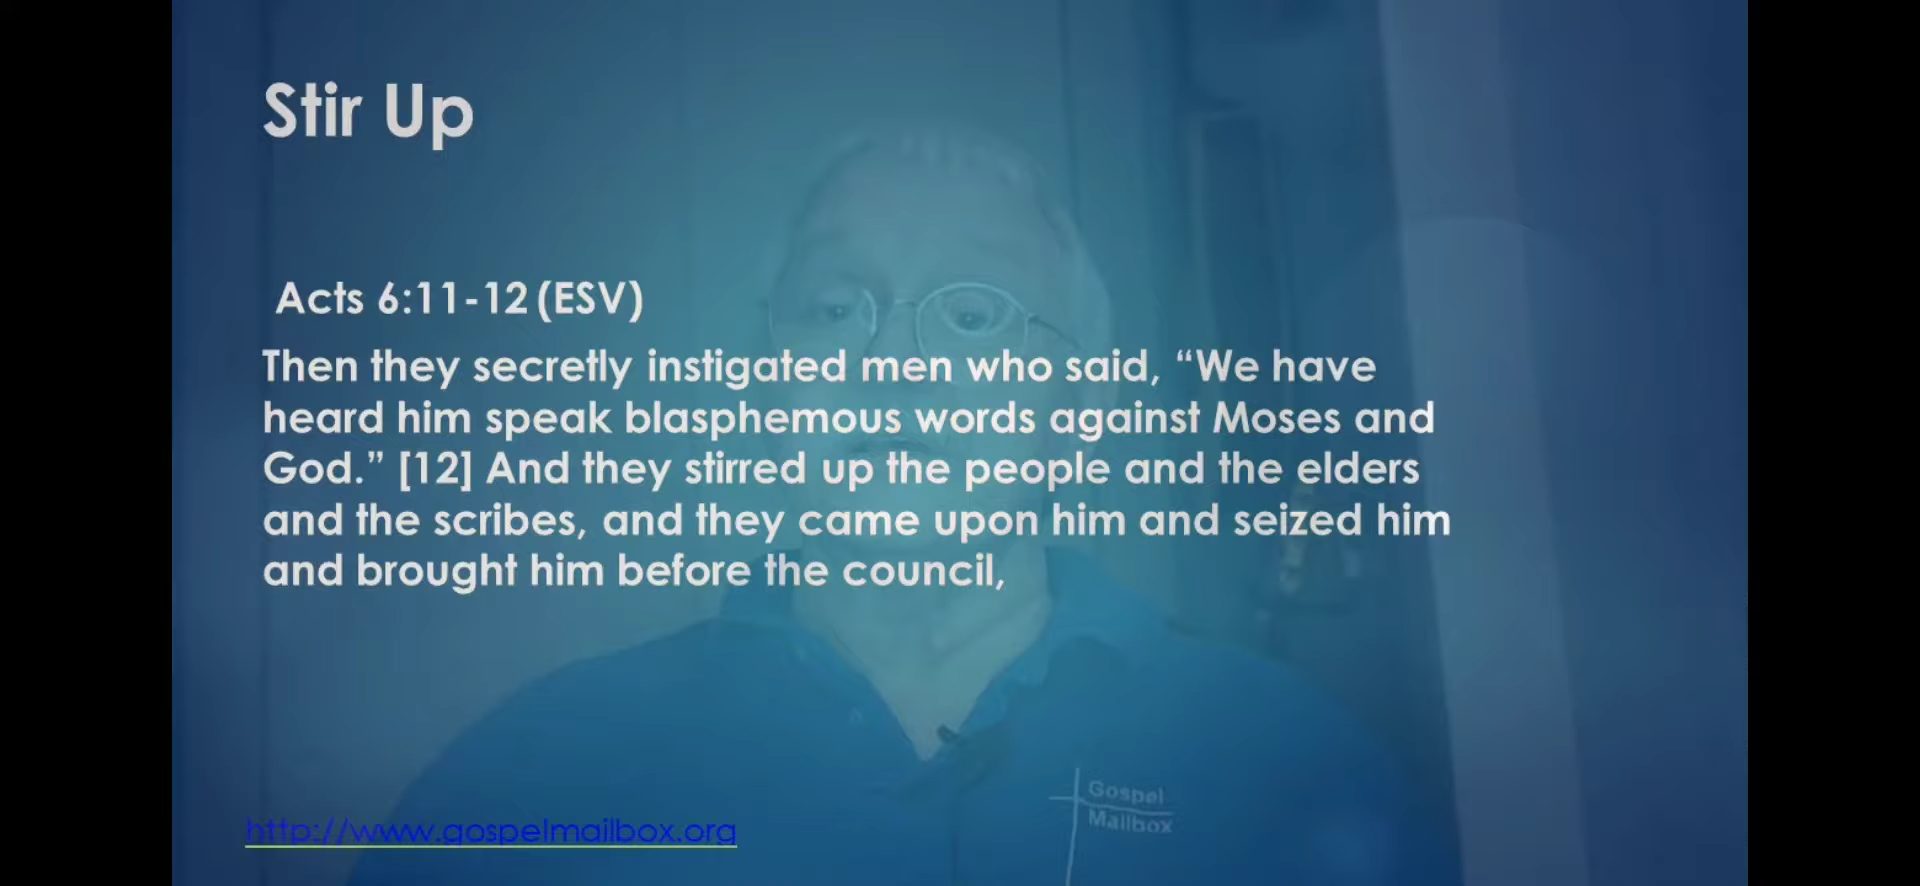 Stir Up
Acts 6:11-12 (ESV)
Then they secretly instigated men who said, “We have
heard him speak blasphemous words against Moses and
God.” [12] And they stirred up the people and the elders
and the scribes, and they came upon him and seized him
and brought him before the council,
Gospel
Mailbox
http://www.gospelmailbox.org